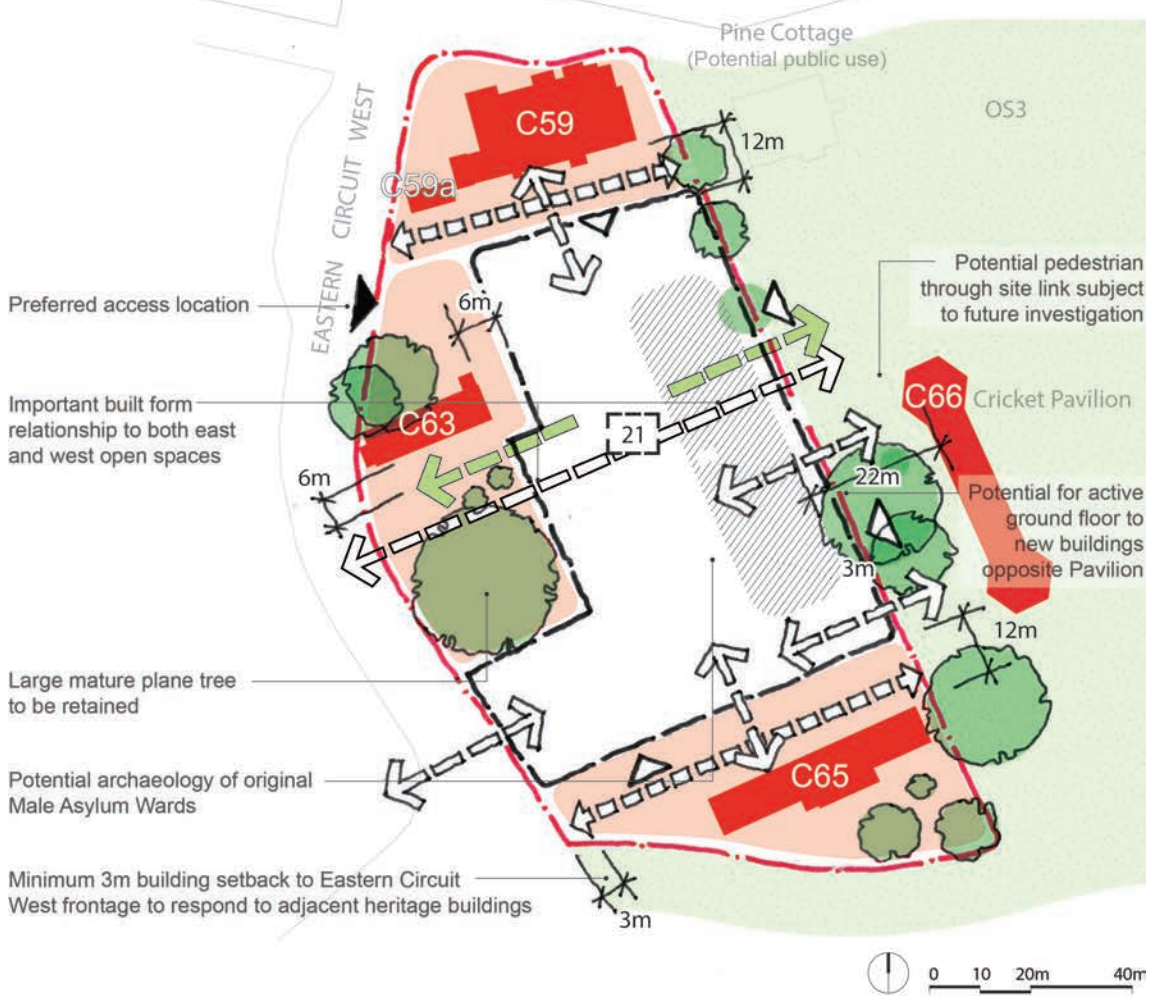 Pine Cottage
(Potential public use)
OS3
C59
12m
C59a
EASTERN CIRCUIT WEST
Preferred access location
6m
Potential pedestrian
through site link subject
to future investigation
Important built form
relationship to both east
and west open spaces
C63
C66
Cricket Pavilion
21
6m
22m
Potential for active
ground floor to
new buildings
opposite Pavilion
3m
12m
Large mature plane tree
to be retained
Potential archaeology of original
Male Asylum Wards
C65
Minimum 3m building setback to Eastern Circuit
West frontage to respond to adjacent heritage buildings
3m
0 10 20m 40m